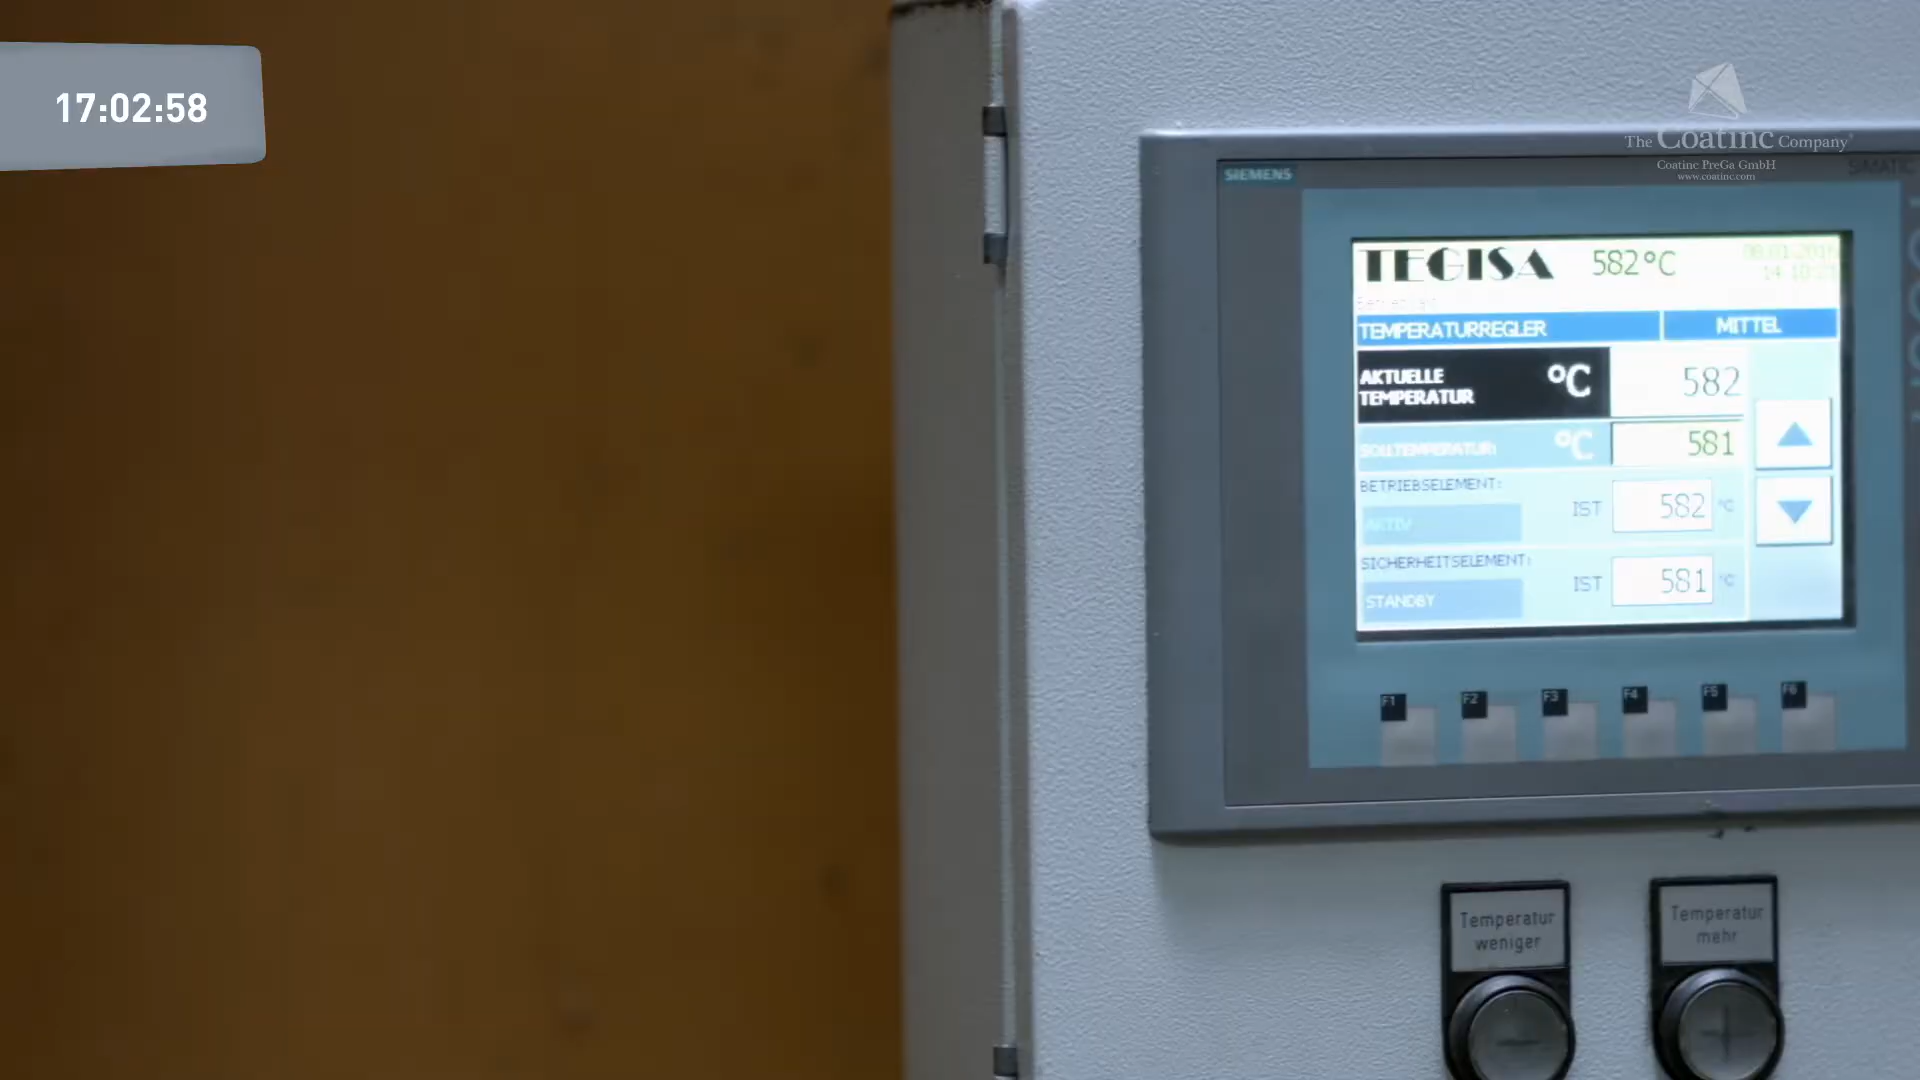 17:02:58
The Coatinc Company
Coatinc PreGa GmbH
www.coatinc.com
SIEMENS
SIMATIC
TEGISA 582°C
TEMPERATURREGLER MITTEL
AKTUELLE TEMPERATUR °C 582
SOLLTEMPERATUR: °C 581
BETRIEBSELEMENT:
AKTIV IST 582 °C
SICHERHEITSELEMENT:
STANDBY IST 581 °C
F1 F2 F3 F4 F5 F6
Temperatur
weniger
Temperatur
mehr